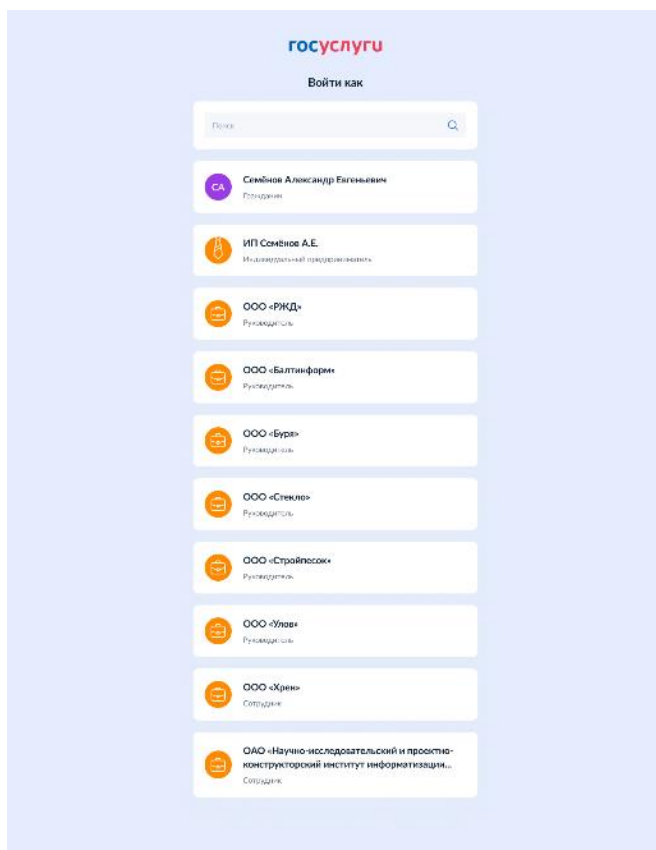 госуслуги
Войти как
Поиск
СА
Семёнов Александр Евгеньевич
Гражданин
ИП Семёнов А.Е.
Индивидуальный предприниматель
ООО «РЖД»
Руководитель
ООО «Балтинформ»
Руководитель
ООО «Буря»
Руководитель
ООО «Стекло»
Руководитель
ООО «Стройпесок»
Руководитель
ООО «Улов»
Руководитель
ООО «Хрен»
Сотрудник
ОАО «Научно-исследовательский и проектно-
конструкторский институт информатизации...
Сотрудник